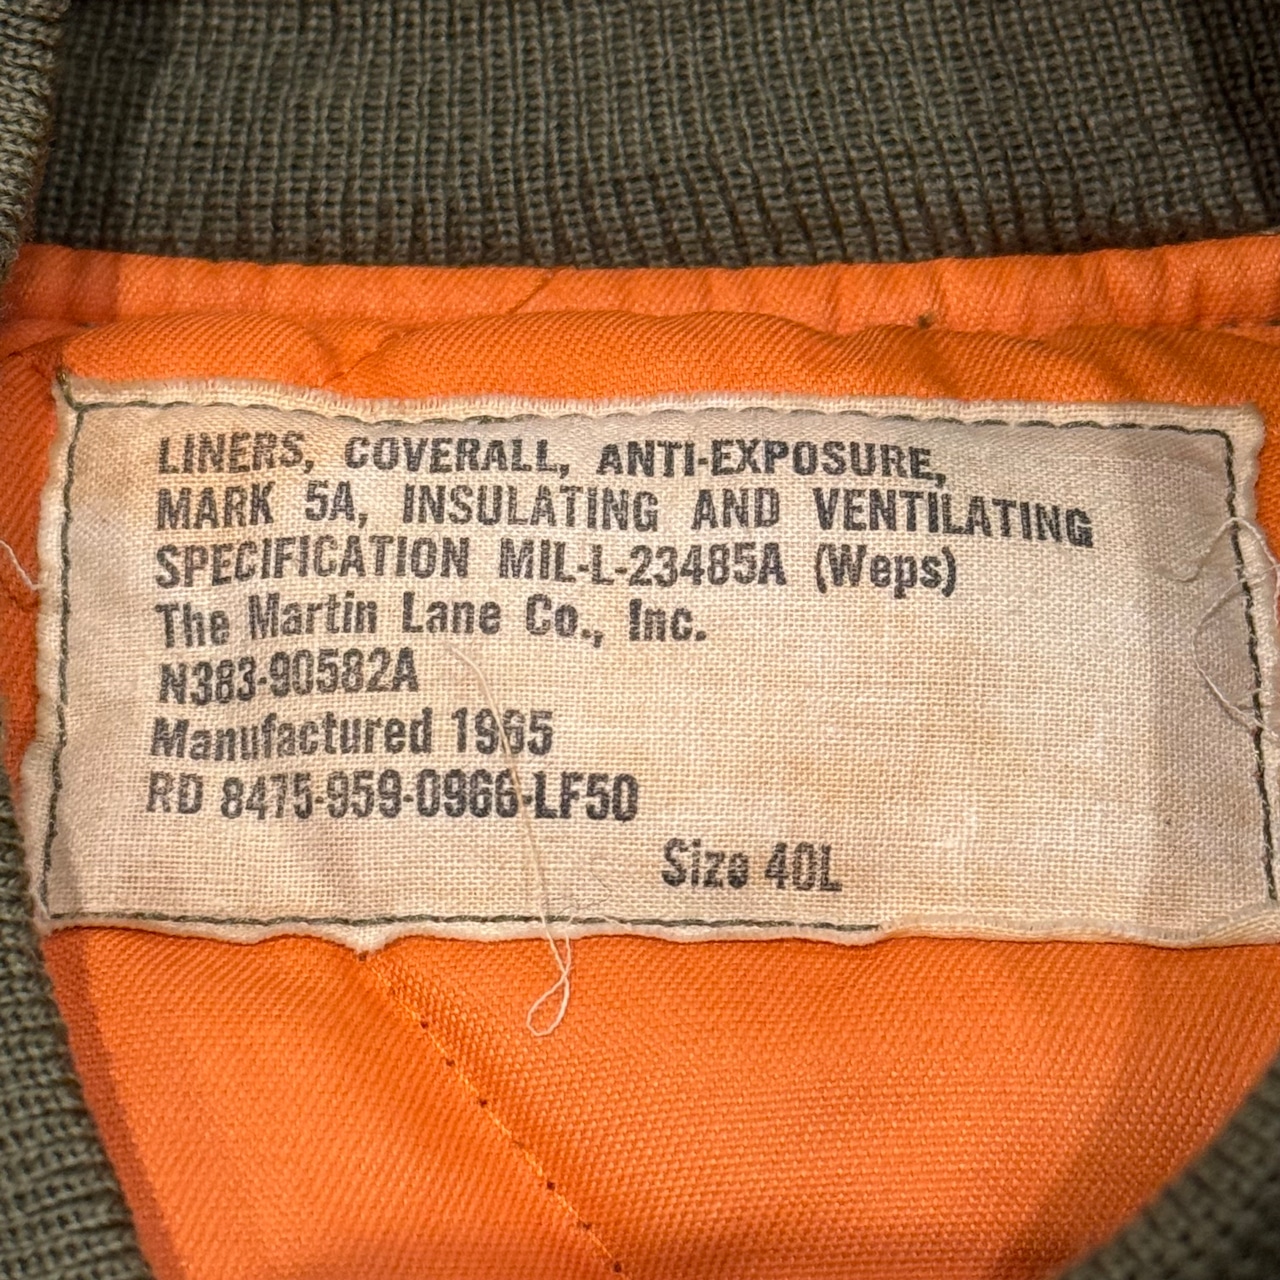 LINERS, COVERALL, ANTI-EXPOSURE,
MARK 5A, INSULATING AND VENTILATING
SPECIFICATION MIL-L-23485A (Weps)
The Martin Lane Co., Inc.
N383-90582A
Manufactured 1965
RD 8475-959-0966-LF50
Size 40L